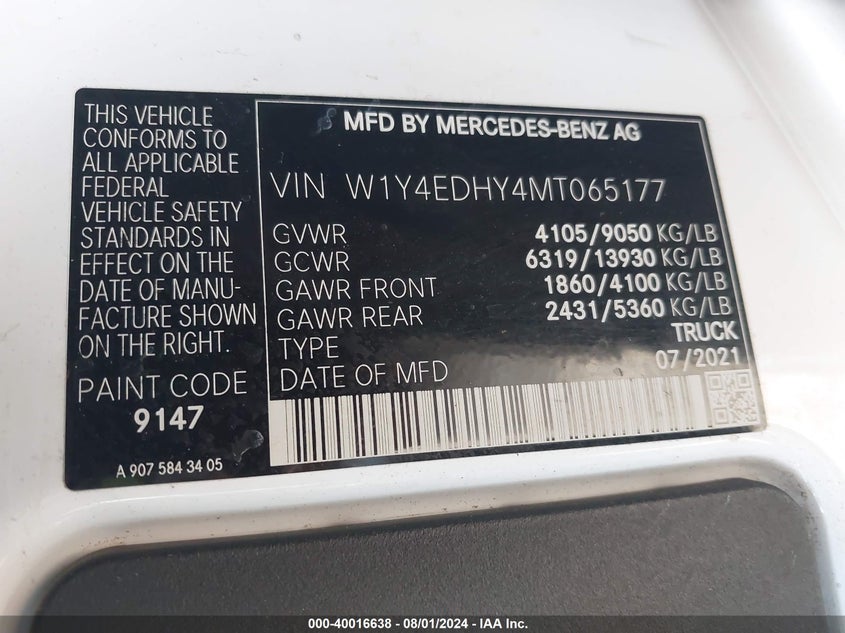 THIS VEHICLE
CONFORMS TO
ALL APPLICABLE
FEDERAL
VEHICLE SAFETY
STANDARDS IN
EFFECT ON THE
DATE OF MANU-
FACTURE SHOWN
ON THE RIGHT.
PAINT CODE
9147
A 907 584 34 05
MFD BY MERCEDES-BENZ AG
VIN W1Y4EDHY4MT065177
GVWR 4105/9050 KG/LB
GCWR 6319/13930 KG/LB
GAWR FRONT 1860/4100 KG/LB
GAWR REAR 2431/5360 KG/LB
TYPE TRUCK
DATE OF MFD 07/2021
000-40016638 - 08/01/2024 - IAA Inc.